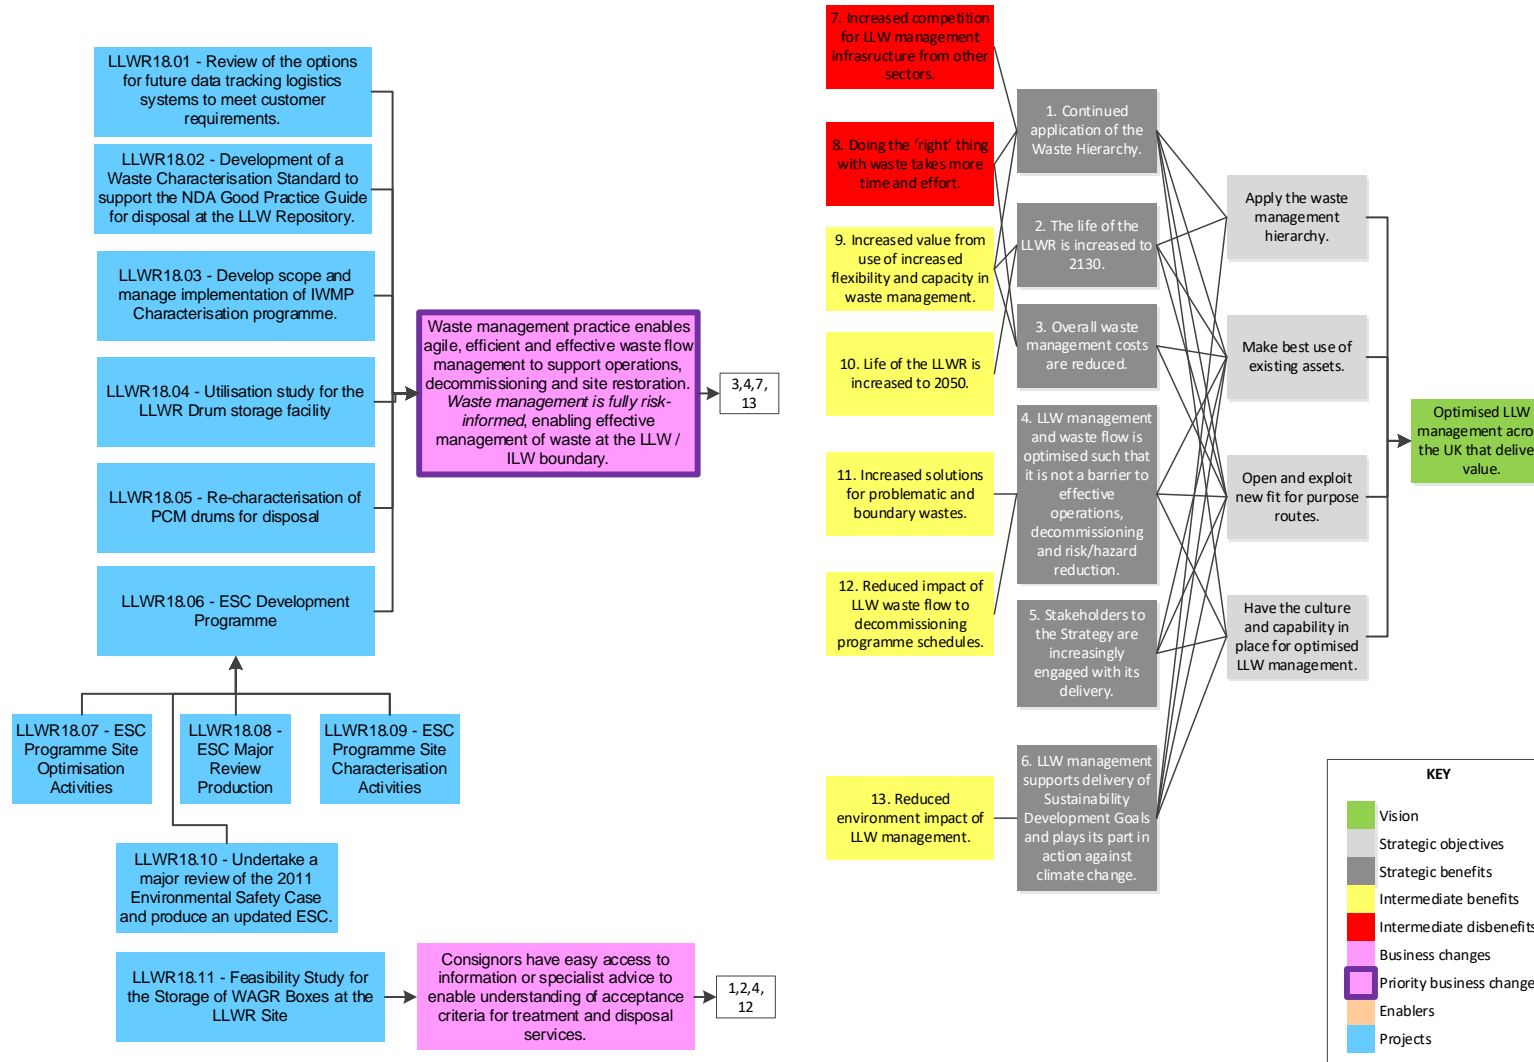 LLWR18.01 - Review of the options
for future data tracking logistics
systems to meet customer
requirements.
LLWR18.02 - Development of a
Waste Characterisation Standard to
support the NDA Good Practice Guide
for disposal at the LLW Repository.
LLWR18.03 - Develop scope and
manage implementation of IWMP
Characterisation programme.
LLWR18.04 - Utilisation study for the
LLWR Drum storage facility
LLWR18.05 - Re-characterisation of
PCM drums for disposal
LLWR18.06 - ESC Development
Programme
LLWR18.07 - ESC
Programme Site
Optimisation
Activities
LLWR18.08 -
ESC Major
Review
Production
LLWR18.09 - ESC
Programme Site
Characterisation
Activities
LLWR18.10 - Undertake a
major review of the 2011
Environmental Safety Case
and produce an updated ESC.
LLWR18.11 - Feasibility Study for
the Storage of WAGR Boxes at the
LLWR Site
Waste management practice enables
agile, efficient and effective waste flow
management to support operations,
decommissioning and site restoration.
Waste management is fully risk-
informed, enabling effective
management of waste at the LLW /
ILW boundary.
3,4,7,
13
Consignors have easy access to
information or specialist advice to
enable understanding of acceptance
criteria for treatment and disposal
services.
1,2,4,
12
7. Increased competition
for LLW management
infrasructure from other
sectors.
8. Doing the ‘right’ thing
with waste takes more
time and effort.
9. Increased value from
use of increased
flexibility and capacity in
waste management.
10. Life of the LLWR is
increased to 2050.
11. Increased solutions
for problematic and
boundary wastes.
12. Reduced impact of
LLW waste flow to
decommissioning
programme schedules.
13. Reduced
environment impact of
LLW management.
1. Continued
application of the
Waste Hierarchy.
2. The life of the
LLWR is increased to
2130.
3. Overall waste
management costs
are reduced.
4. LLW management
and waste flow is
optimised such that
it is not a barrier to
effective
operations,
decommissioning
and risk/hazard
reduction.
5. Stakeholders to
the Strategy are
increasingly
engaged with its
delivery.
6. LLW management
supports delivery of
Sustainability
Development Goals
and plays its part in
action against
climate change.
Apply the waste
management
hierarchy.
Make best use of
existing assets.
Open and exploit
new fit for purpose
routes.
Have the culture
and capability in
place for optimised
LLW management.
Optimised LLW
management acro
the UK that delive
value.
KEY
Vision
Strategic objectives
Strategic benefits
Intermediate benefits
Intermediate disbenefits
Business changes
Priority business change
Enablers
Projects